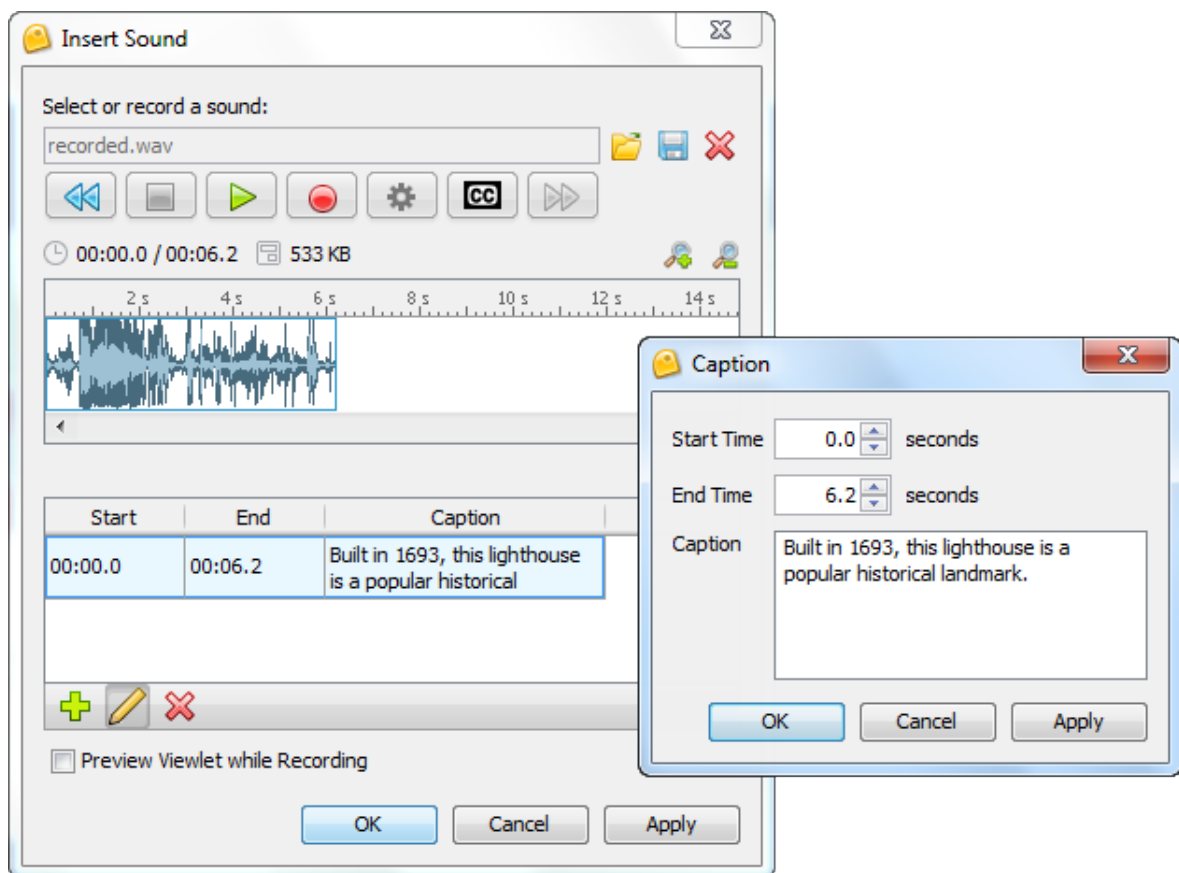 Insert Sound
Select or record a sound:
recorded.wav
CC
00:00.0 / 00:06.2 533 KB
2 s 4 s 6 s 8 s 10 s 12 s 14 s
Start End Caption
00:00.0 00:06.2 Built in 1693, this lighthouse
is a popular historical
Preview Viewlet while Recording
OK Cancel Apply
Caption
Start Time 0.0 seconds
End Time 6.2 seconds
Caption Built in 1693, this lighthouse is a
popular historical landmark.
OK Cancel Apply